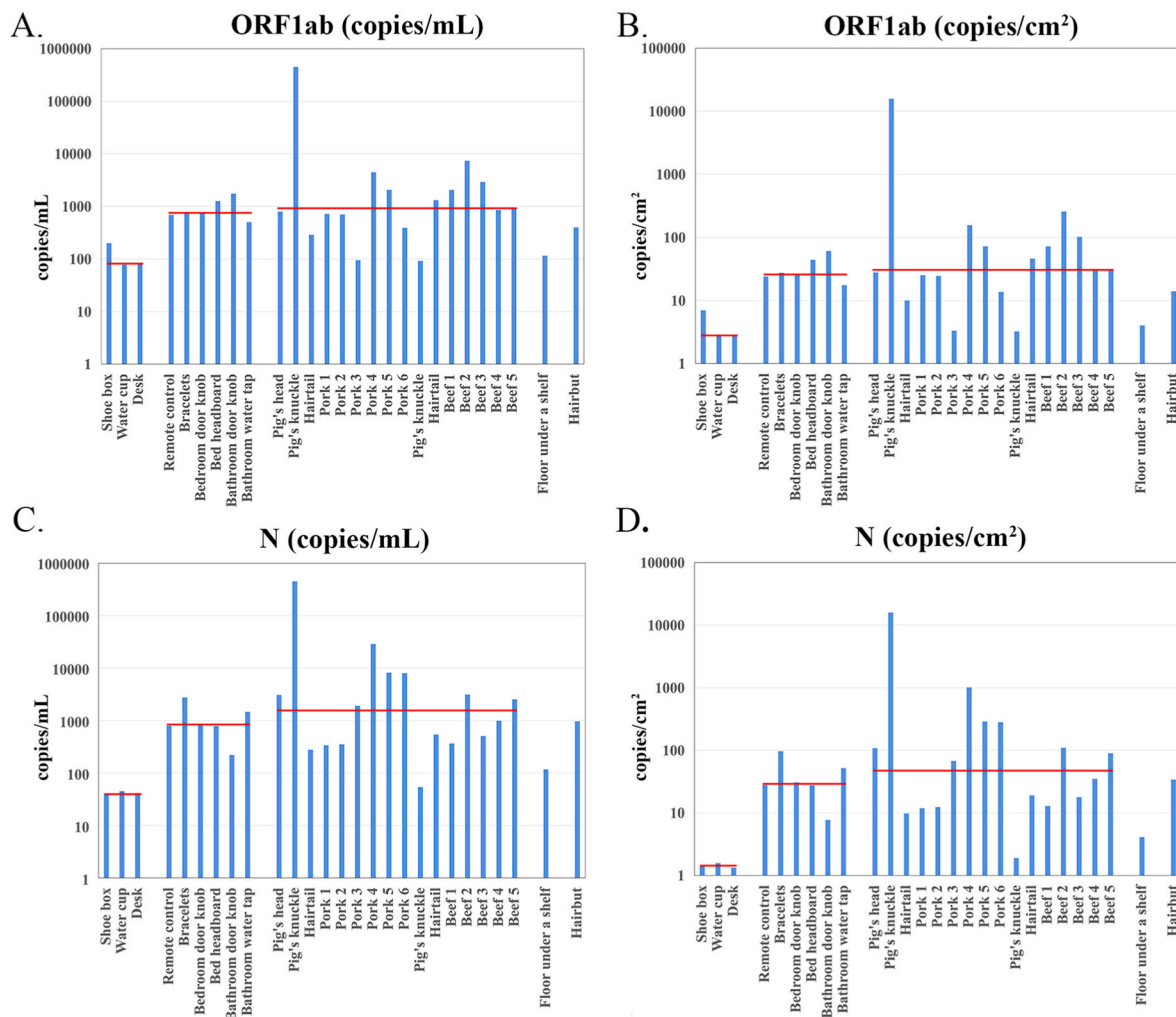 A.
ORF1ab (copies/mL)
copies/mL
1000000
100000
10000
1000
100
10
1
Shoe box
Water cup
Desk
Remote control
Bracelets
Bedroom door knob
Bed headboard
Bathroom door knob
Bathroom water tap
Pig's head
Pig's knuckle
Hairtail
Pork 1
Pork 2
Pork 3
Pork 4
Pork 5
Pork 6
Pig's knuckle
Hairtail
Beef 1
Beef 2
Beef 3
Beef 4
Beef 5
Floor under a shelf
Hairbut
B.
ORF1ab (copies/cm²)
copies/cm²
100000
10000
1000
100
10
1
Shoe box
Water cup
Desk
Remote control
Bracelets
Bedroom door knob
Bed headboard
Bathroom door knob
Bathroom water tap
Pig's head
Pig's knuckle
Hairtail
Pork 1
Pork 2
Pork 3
Pork 4
Pork 5
Pork 6
Pig's knuckle
Hairtail
Beef 1
Beef 2
Beef 3
Beef 4
Beef 5
Floor under a shelf
Hairbut
C.
N (copies/mL)
copies/mL
1000000
100000
10000
1000
100
10
1
Shoe box
Water cup
Desk
Remote control
Bracelets
Bedroom door knob
Bed headboard
Bathroom door knob
Bathroom water tap
Pig's head
Pig's knuckle
Hairtail
Pork 1
Pork 2
Pork 3
Pork 4
Pork 5
Pork 6
Pig's knuckle
Hairtail
Beef 1
Beef 2
Beef 3
Beef 4
Beef 5
Floor under a shelf
Hairbut
D.
N (copies/cm²)
copies/cm²
100000
10000
1000
100
10
1
Shoe box
Water cup
Desk
Remote control
Bracelets
Bedroom door knob
Bed headboard
Bathroom door knob
Bathroom water tap
Pig's head
Pig's knuckle
Hairtail
Pork 1
Pork 2
Pork 3
Pork 4
Pork 5
Pork 6
Pig's knuckle
Hairtail
Beef 1
Beef 2
Beef 3
Beef 4
Beef 5
Floor under a shelf
Hairbut